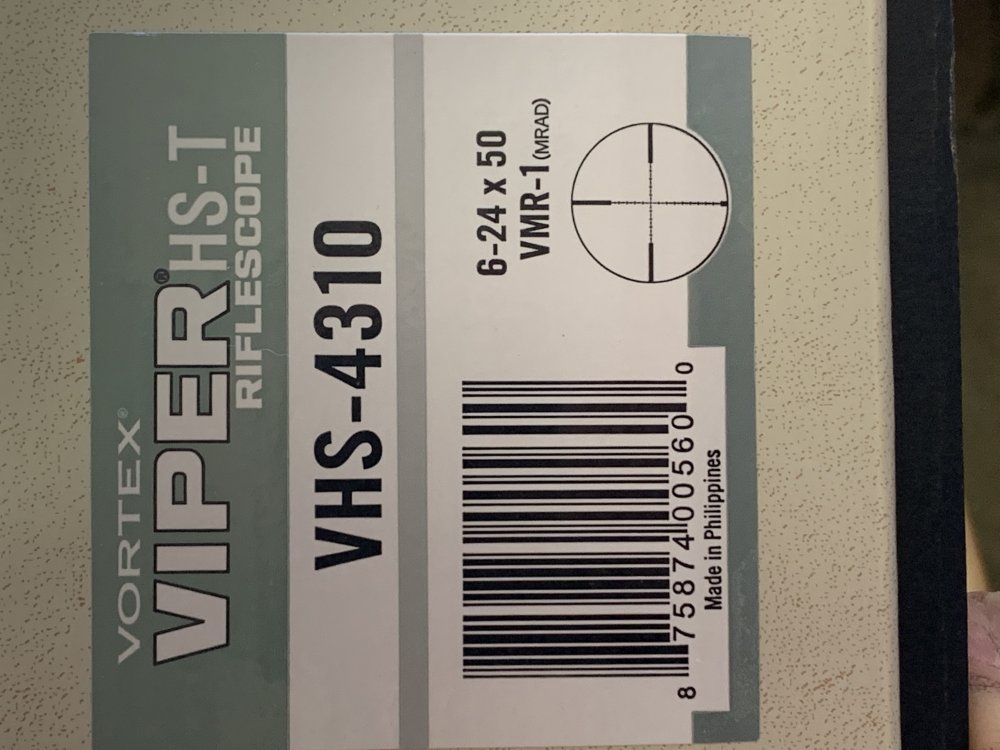 VORTEX®
VIPER® HS-T
RIFLESCOPE
VHS-4310
6-24 x 50
VMR-1 (MRAD)
8 75874 00560 0
Made in Philippines